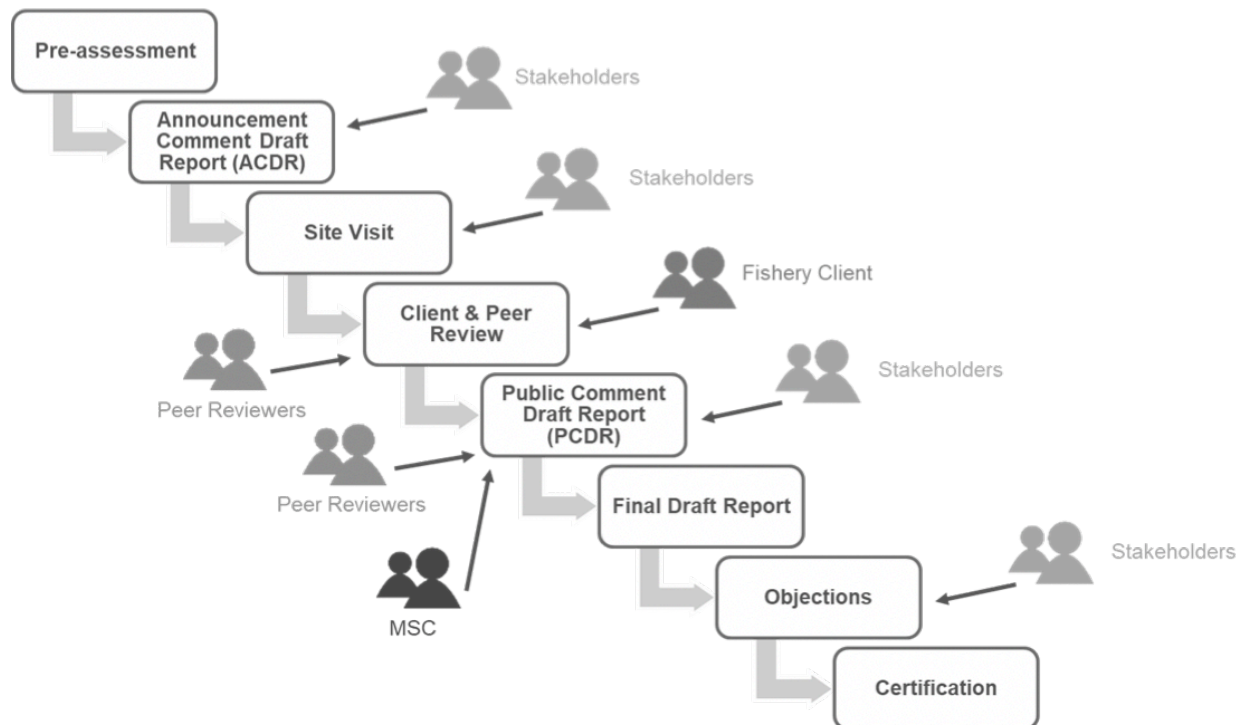 Pre-assessment
Stakeholders
Announcement
Comment Draft
Report (ACDR)
Stakeholders
Site Visit
Fishery Client
Client & Peer
Review
Peer Reviewers
Stakeholders
Public Comment
Draft Report
(PCDR)
Peer Reviewers
Final Draft Report
Stakeholders
MSC
Objections
Certification